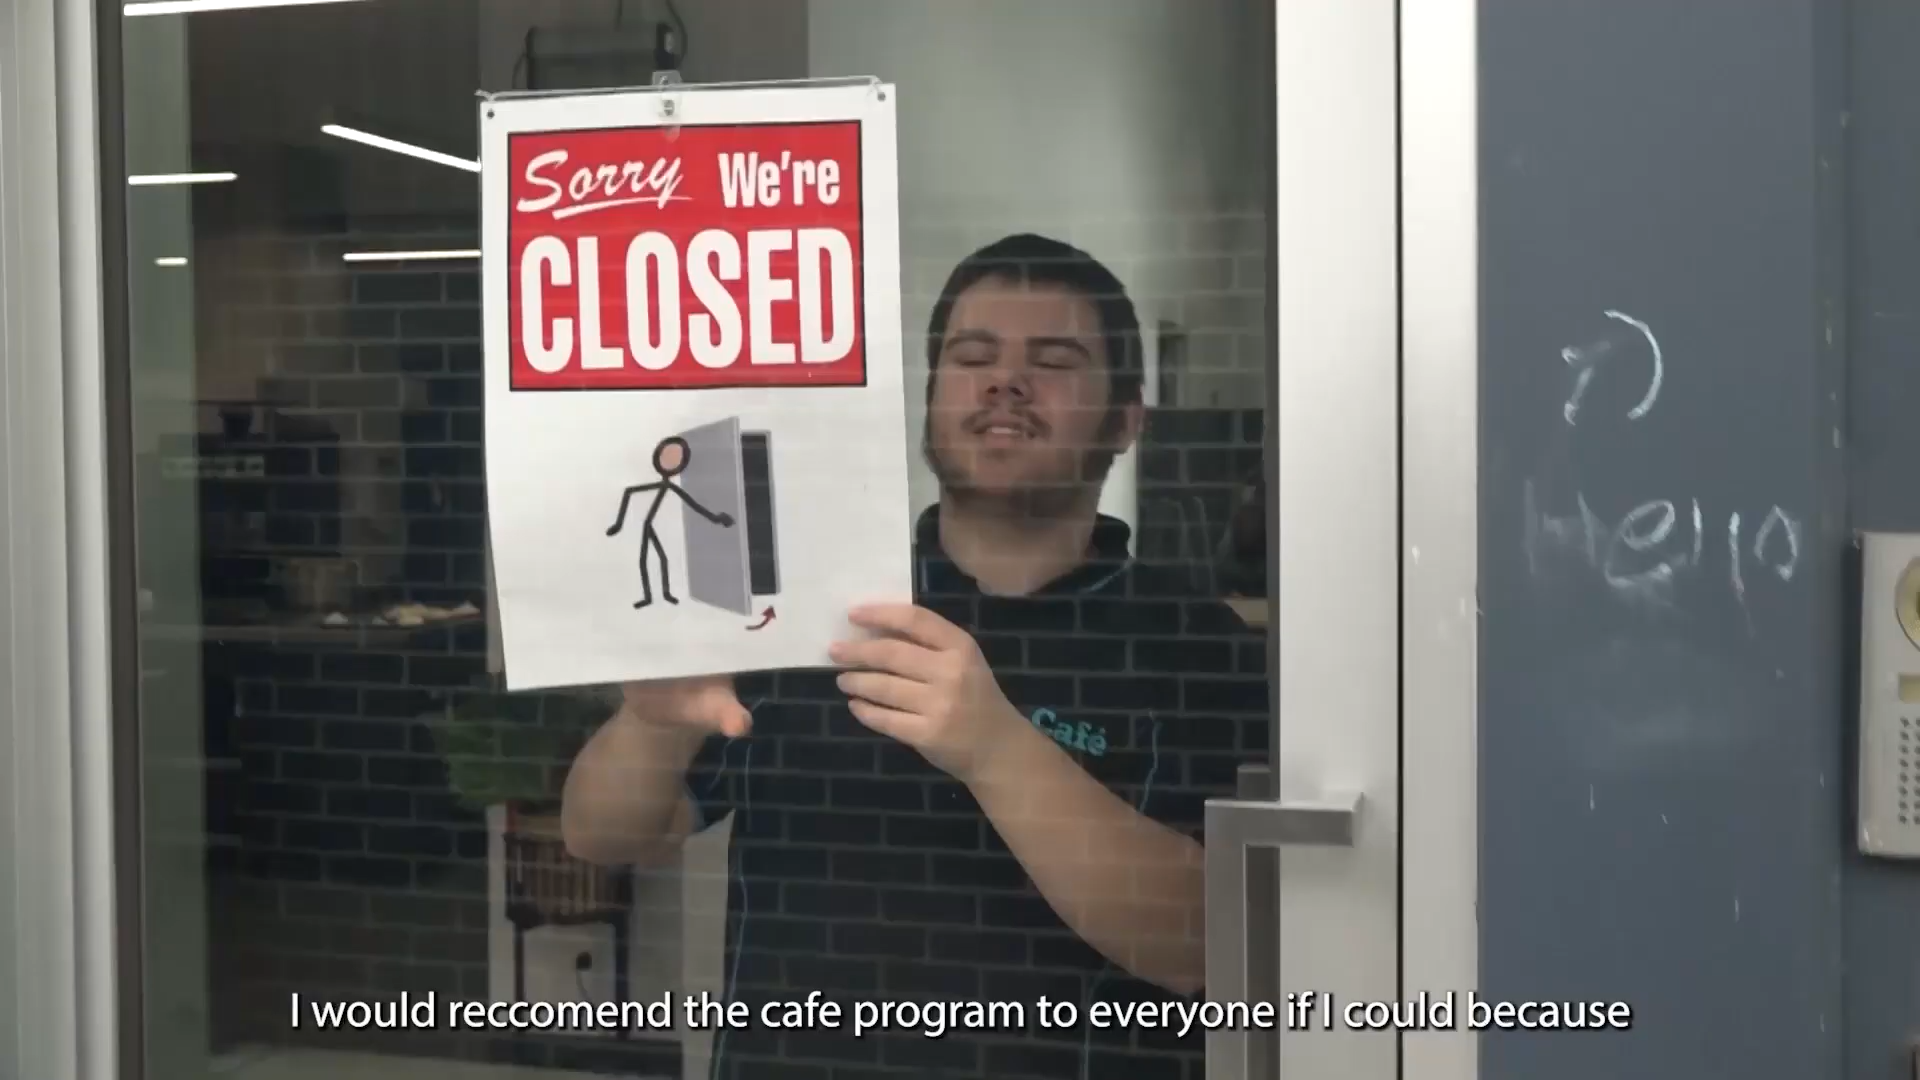 Sorry We're
CLOSED
Hello
Café
I would reccomend the cafe program to everyone if I could because